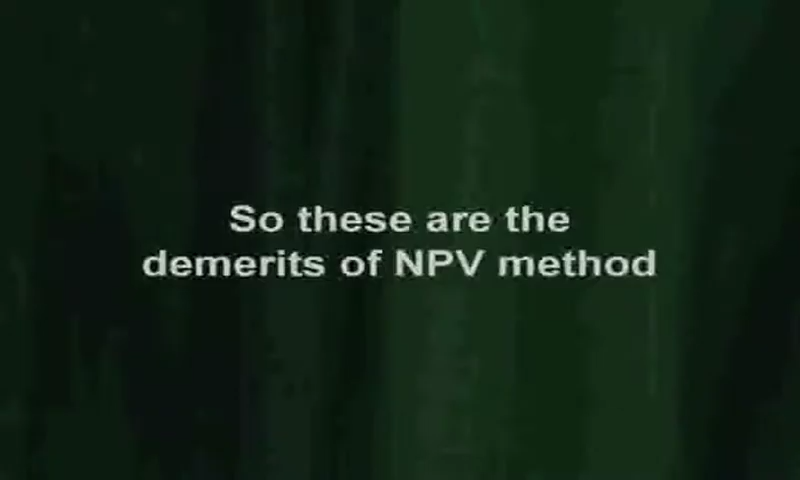 So these are the
demerits of NPV method